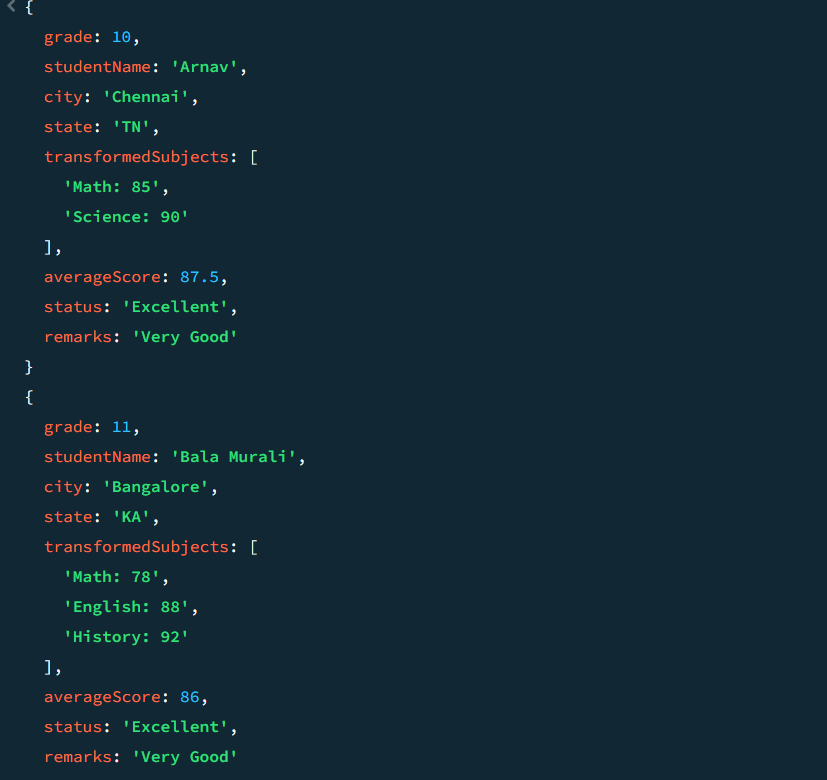 {
grade: 10,
studentName: 'Arnav',
city: 'Chennai',
state: 'TN',
transformedSubjects: [
'Math: 85',
'Science: 90'
],
averageScore: 87.5,
status: 'Excellent',
remarks: 'Very Good'
}
{
grade: 11,
studentName: 'Bala Murali',
city: 'Bangalore',
state: 'KA',
transformedSubjects: [
'Math: 78',
'English: 88',
'History: 92'
],
averageScore: 86,
status: 'Excellent',
remarks: 'Very Good'